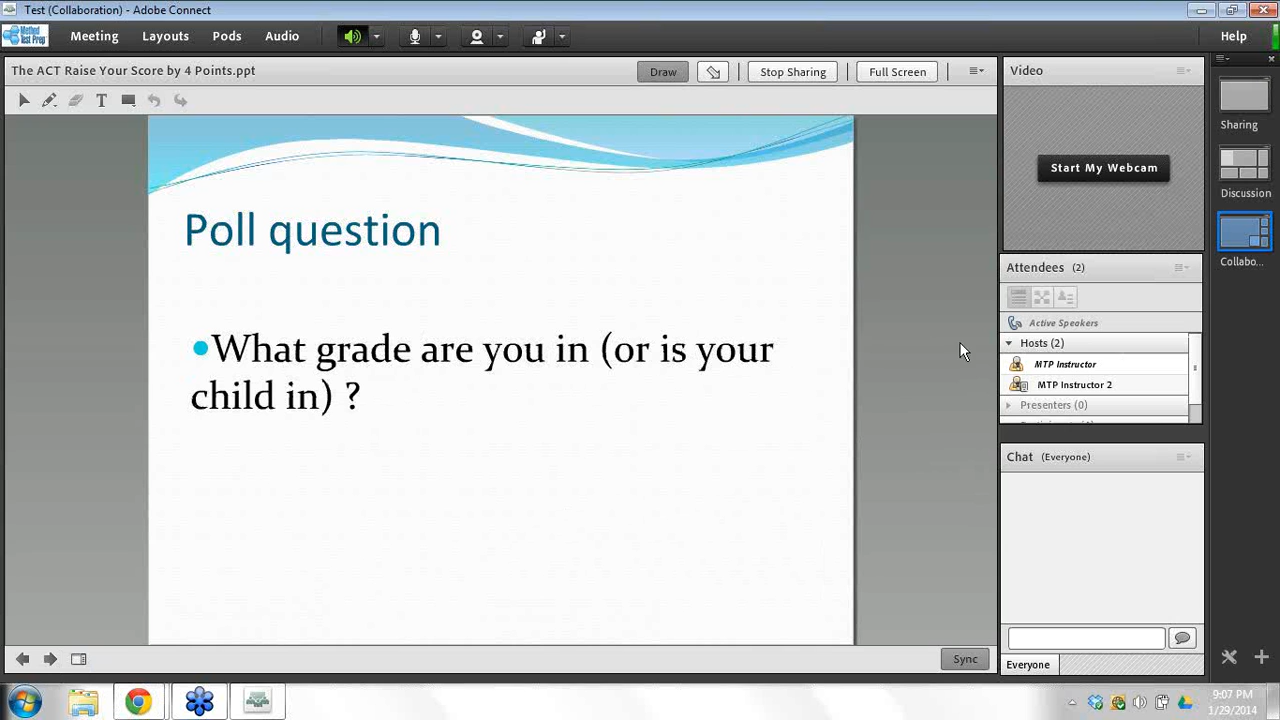 Test (Collaboration) - Adobe Connect
Method Test Prep
Meeting Layouts Pods Audio Help
The ACT Raise Your Score by 4 Points.ppt
Draw Stop Sharing Full Screen
Poll question
•What grade are you in (or is your
child in) ?
Sync
Video
Start My Webcam
Attendees (2)
Active Speakers
Hosts (2)
MTP Instructor
MTP Instructor 2
Presenters (0)
Chat (Everyone)
Everyone
Sharing
Discussion
Collabo...
9:07 PM
1/29/2014